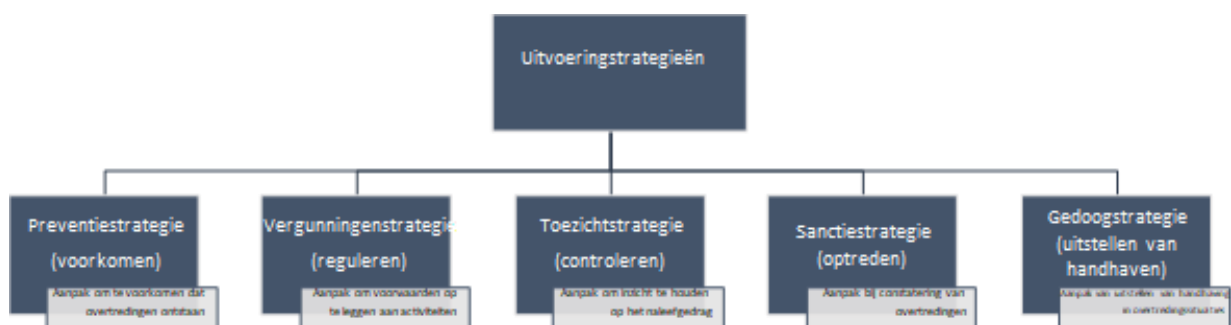 Uitvoeringstrategieën
Preventiestrategie
(voorkomen)
Aanpak om te voorkomen dat
overtredingen ontstaan
Vergunningenstrategie
(reguleren)
Aanpak om voorwaarden op
te leggen aan activiteiten
Toezichtstrategie
(controleren)
Aanpak om inzicht te houden
op het naleefgedrag
Sanctiestrategie
(optreden)
Aanpak bij constatering van
overtredingen
Gedoogstrategie
(uitstellen van
handhaven)
Aanpak van uitstellen van handhaving
in overtredingssituaties